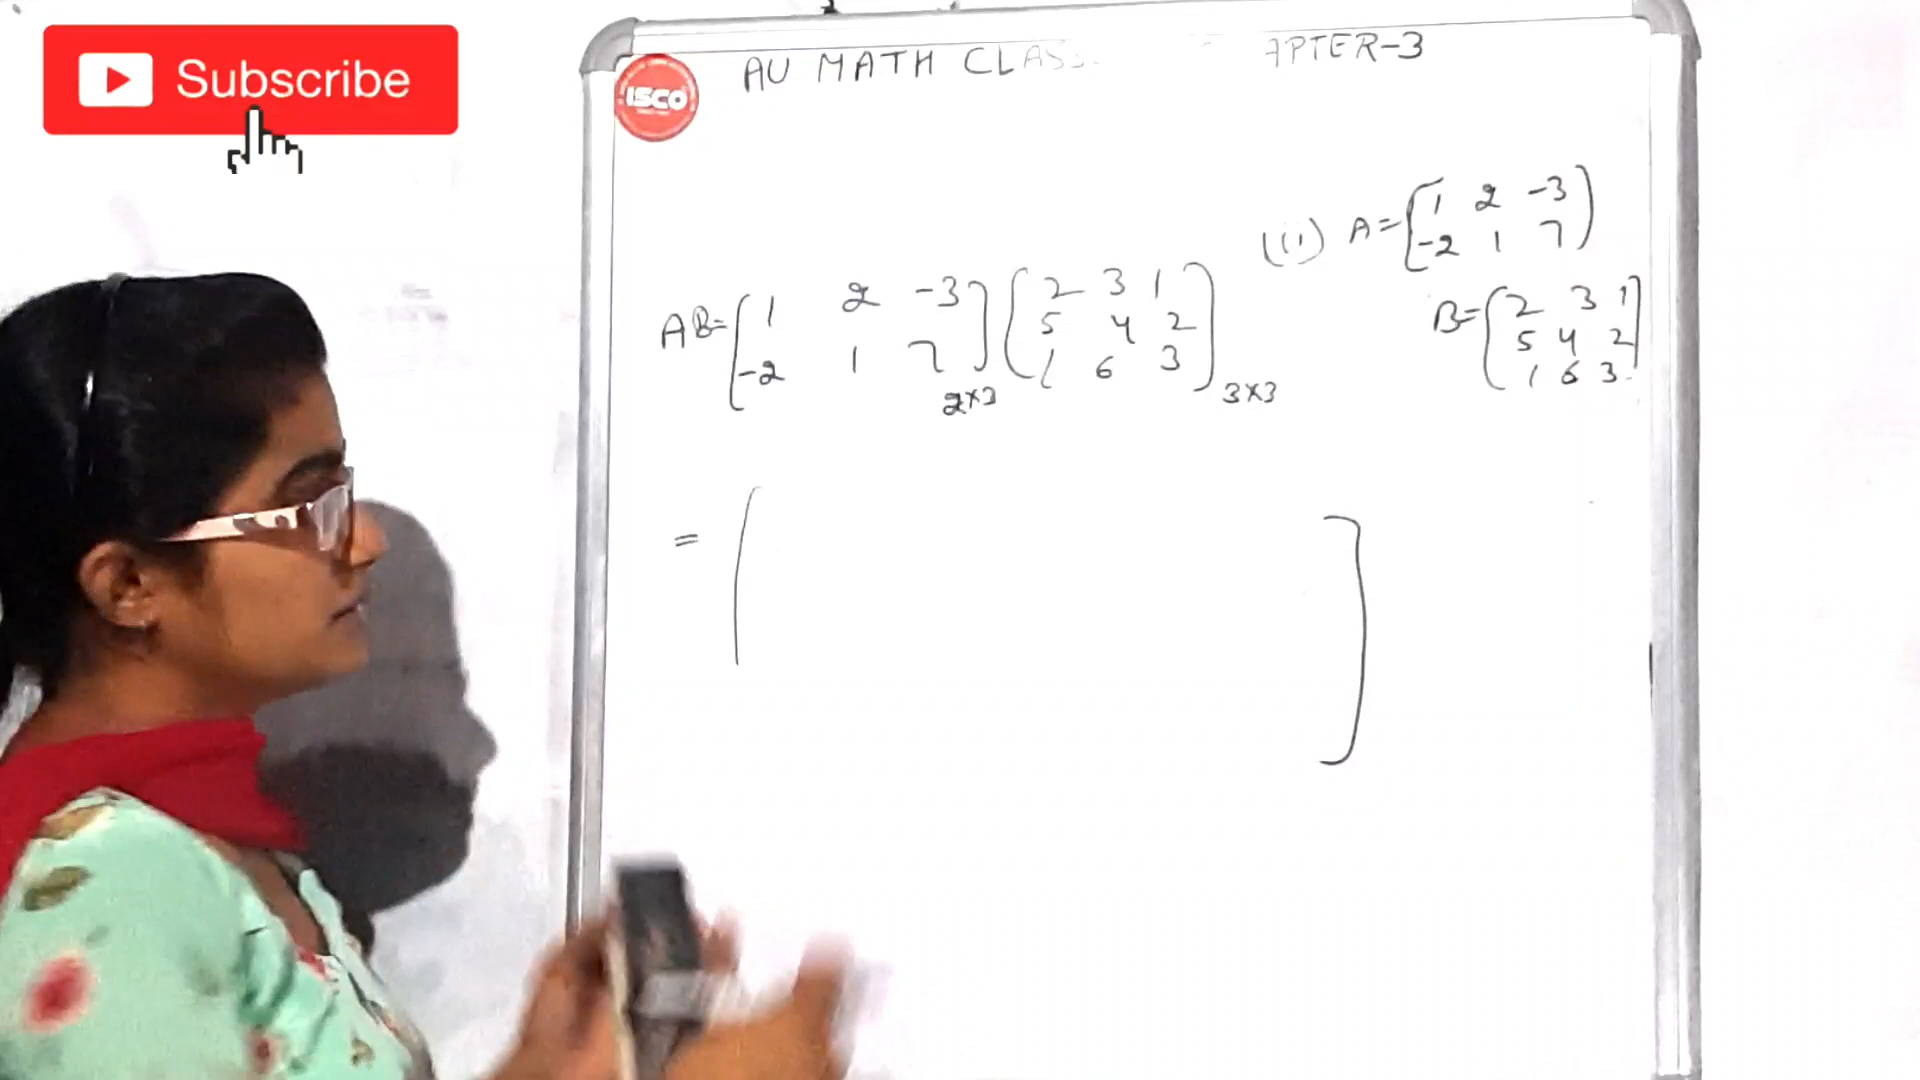 Subscribe
ISCO
AU MATH CLASS APTER-3
(ii) A = [ 1 2 -3
-2 1 7 ]
B = [ 2 3 1
5 4 2
1 6 3 ]
AB = [ 1 2 -3
-2 1 7 ] 2×3 [ 2 3 1
5 4 2
1 6 3 ] 3×3
= [ ]